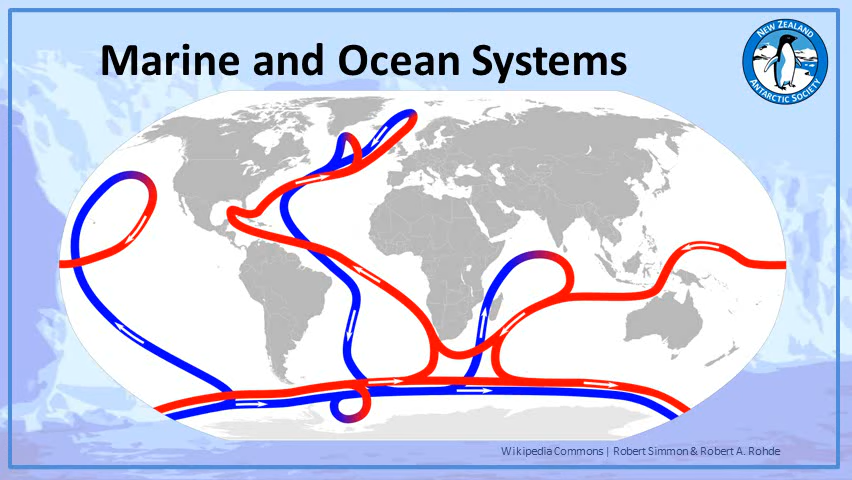 Marine and Ocean Systems
NEW ZEALAND
ANTARCTIC SOCIETY
Wikipedia Commons | Robert Simmon & Robert A. Rohde